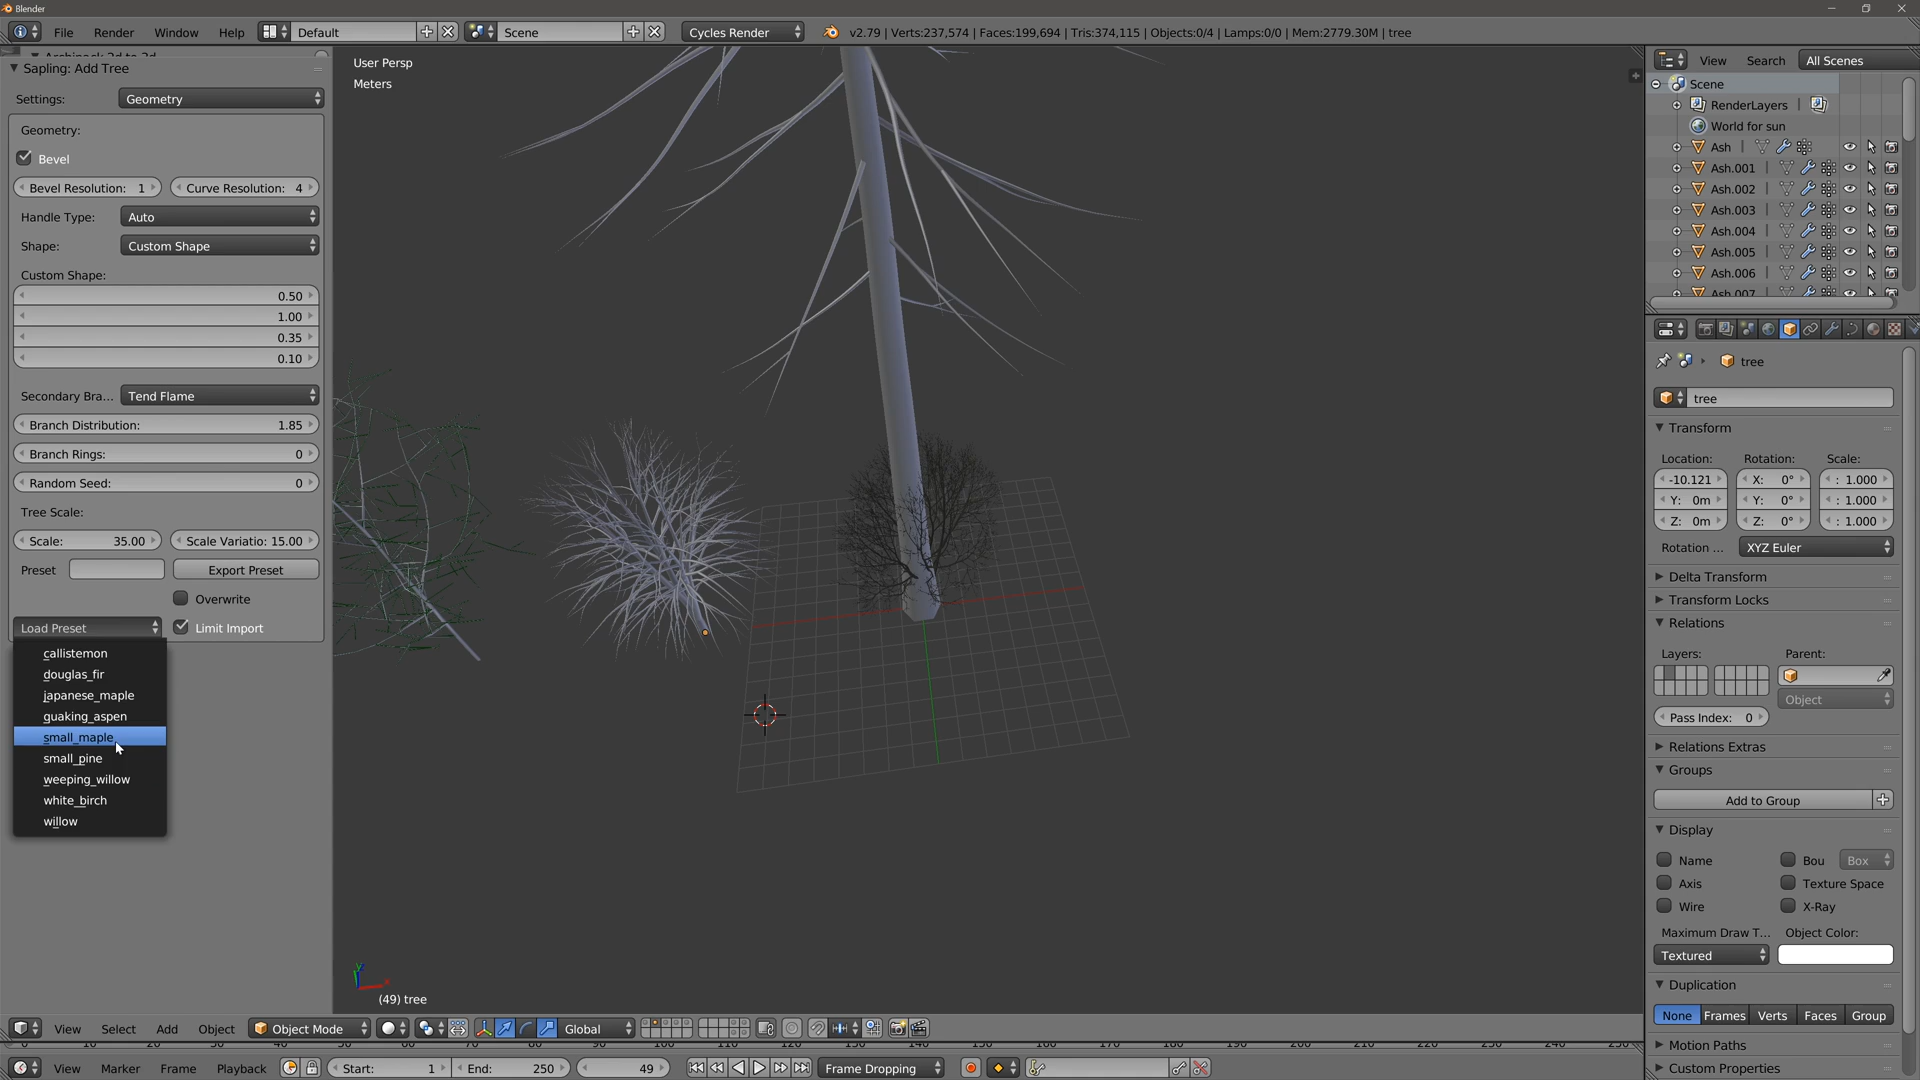 Blender
File Render Window Help Default Scene Cycles Render v2.79 | Verts:237,574 | Faces:199,694 | Tris:374,115 | Objects:0/4 | Lamps:0/0 | Mem:2779.30M | tree
Sapling: Add Tree
Settings: Geometry
Geometry:
Bevel
Bevel Resolution: 1 Curve Resolution: 4
Handle Type: Auto
Shape: Custom Shape
Custom Shape:
0.50
1.00
0.35
0.10
Secondary Bra... Tend Flame
Branch Distribution: 1.85
Branch Rings: 0
Random Seed: 0
Tree Scale:
Scale: 35.00 Scale Variatio: 15.00
Preset Export Preset
Overwrite
Load Preset Limit Import
callistemon
douglas_fir
japanese_maple
quaking_aspen
small_maple
small_pine
weeping_willow
white_birch
willow
User Persp
Meters
(49) tree
View Search All Scenes
Scene
RenderLayers |
World for sun
Ash |
Ash.001 |
Ash.002 |
Ash.003 |
Ash.004 |
Ash.005 |
Ash.006 |
Ash.007 |
tree
tree
Transform
Location: Rotation: Scale:
-10.121 X: 0° : 1.000
Y: 0m Y: 0° : 1.000
Z: 0m Z: 0° : 1.000
Rotation ... XYZ Euler
Delta Transform
Transform Locks
Relations
Layers: Parent:
Object
Pass Index: 0
Relations Extras
Groups
Add to Group
Display
Name Bou Box
Axis Texture Space
Wire X-Ray
Maximum Draw T... Object Color:
Textured
Duplication
None Frames Verts Faces Group
Motion Paths
Custom Properties
View Select Add Object Object Mode Global
View Marker Frame Playback Start: 1 End: 250 49 Frame Dropping